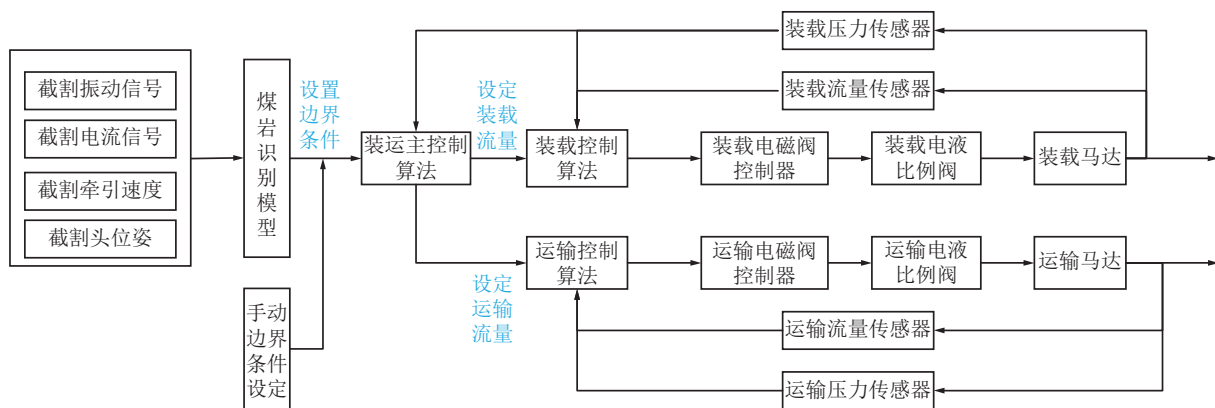 截割振动信号
截割电流信号
截割牵引速度
截割头位姿
煤
岩
识
别
模
型
手动
边界
条件
设定
设置
边界
条件
装运主控制
算法
设定
装载
流量
装载控制
算法
装载电磁阀
控制器
装载电液
比例阀
装载马达
装载压力传感器
装载流量传感器
设定
运输
流量
运输控制
算法
运输电磁阀
控制器
运输电液
比例阀
运输马达
运输流量传感器
运输压力传感器